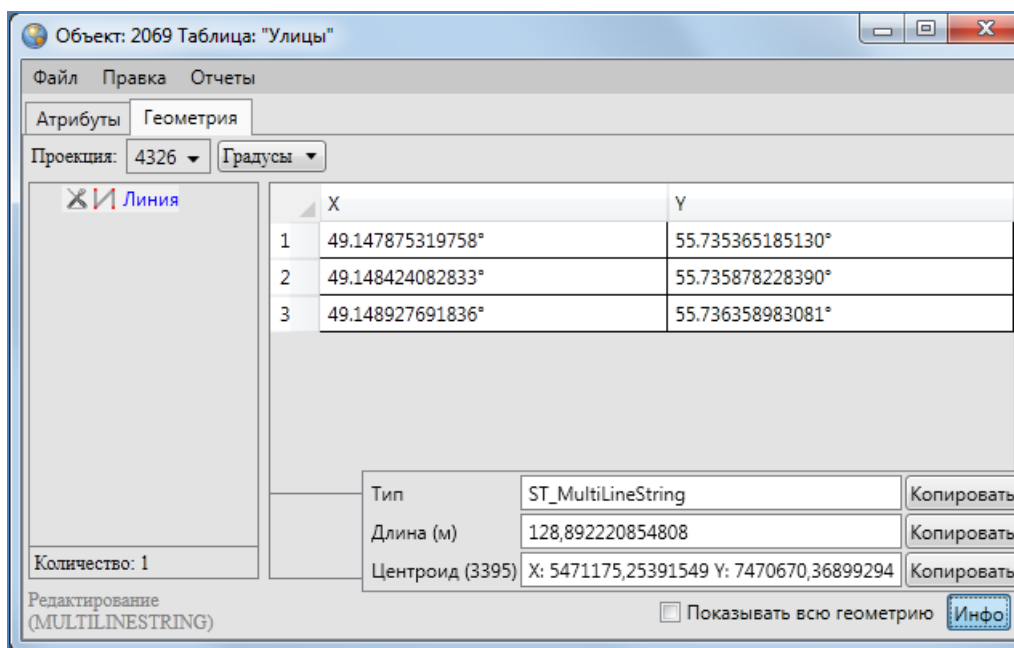 Объект: 2069 Таблица: "Улицы"
Файл Правка Отчеты
Атрибуты Геометрия
Проекция: 4326 Градусы
Линия
X Y
1 49.147875319758° 55.735365185130°
2 49.148424082833° 55.735878228390°
3 49.148927691836° 55.736358983081°
Тип ST_MultiLineString Копировать
Длина (м) 128,892220854808 Копировать
Количество: 1
Центроид (3395) X: 5471175,25391549 Y: 7470670,36899294 Копировать
Редактирование
(MULTILINESTRING)
Показывать всю геометрию Инфо